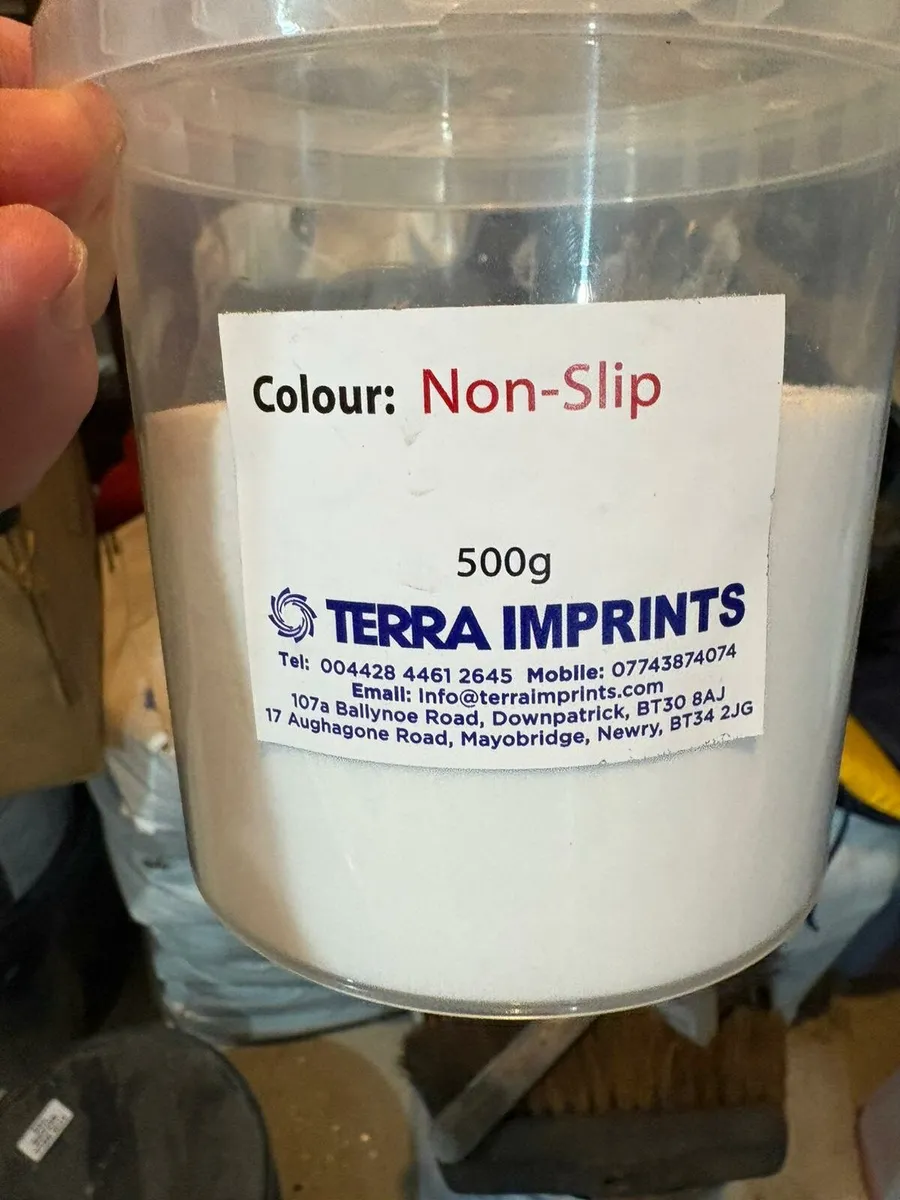 Colour: Non-Slip
500g
TERRA IMPRINTS
Tel: 004428 4461 2645 Mobile: 07743874074
Email: Info@terraimprints.com
107a Ballynoe Road, Downpatrick, BT30 8AJ
17 Aughagone Road, Mayobridge, Newry, BT34 2JG